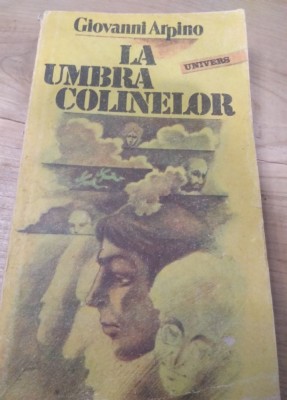 Giovanni Arpino
LA
UMBRA
COLINELOR
UNIVERS